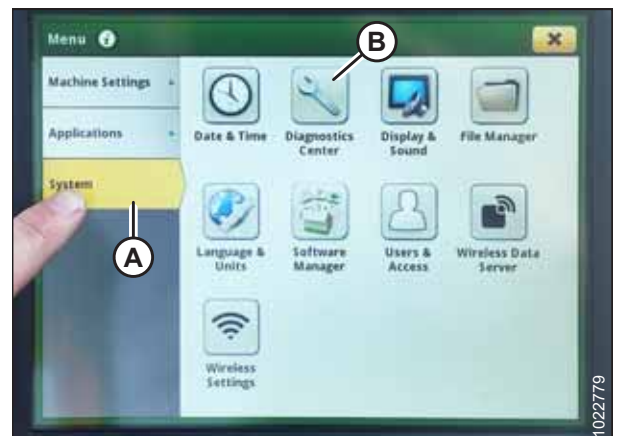 Menu i
B
Machine Settings
Applications
System
A
Date & Time
Diagnostics
Center
Display &
Sound
File Manager
Language &
Units
Software
Manager
Users &
Access
Wireless Data
Server
Wireless
Settings
1022779